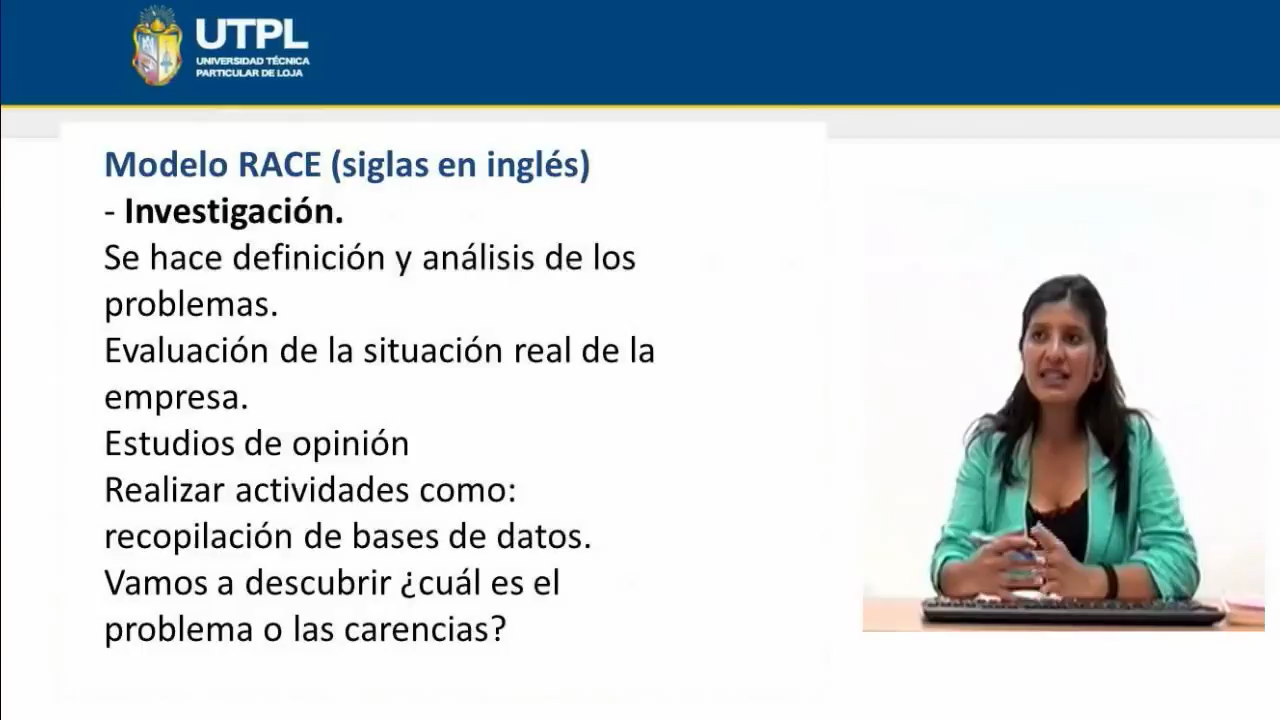 UTPL
UNIVERSIDAD TÉCNICA
PARTICULAR DE LOJA
Modelo RACE (siglas en inglés)
- Investigación.
Se hace definición y análisis de los
problemas.
Evaluación de la situación real de la
empresa.
Estudios de opinión
Realizar actividades como:
recopilación de bases de datos.
Vamos a descubrir ¿cuál es el
problema o las carencias?